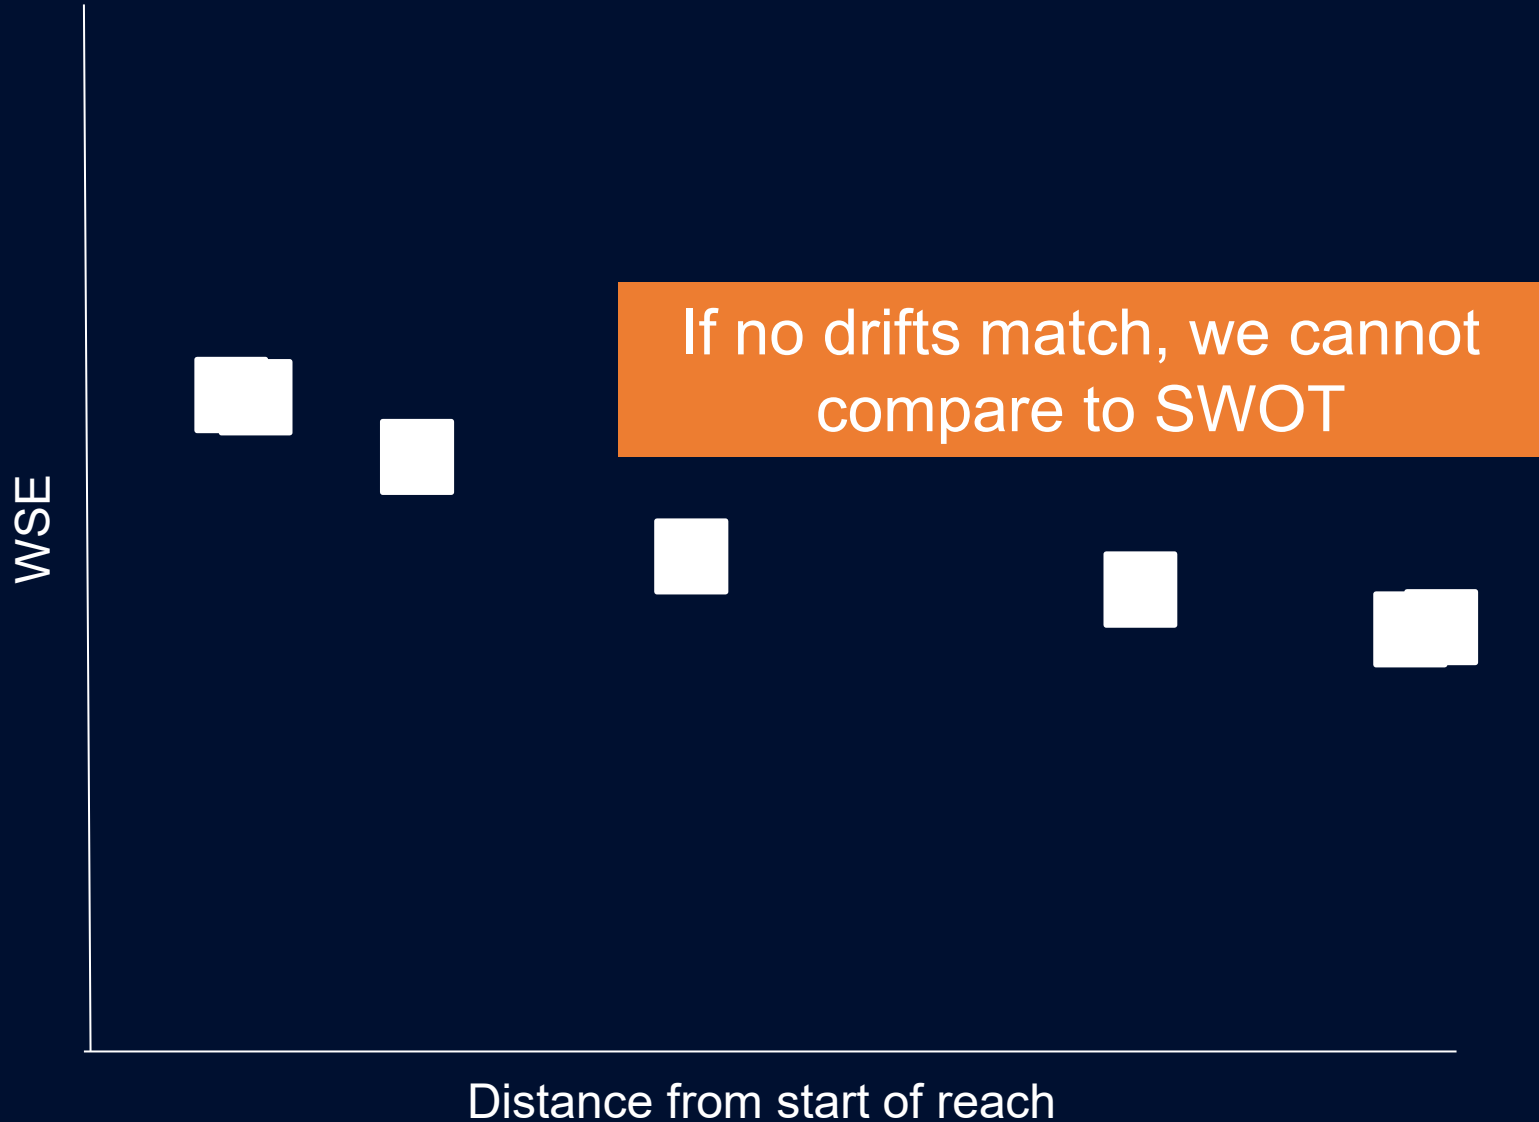 If no drifts match, we cannot
compare to SWOT
WSE
Distance from start of reach